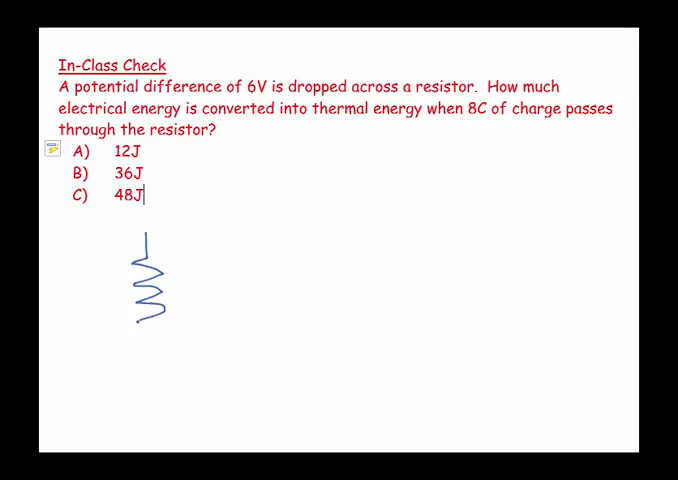 In-Class Check
A potential difference of 6V is dropped across a resistor. How much
electrical energy is converted into thermal energy when 8C of charge passes
through the resistor?
A) 12J
B) 36J
C) 48J